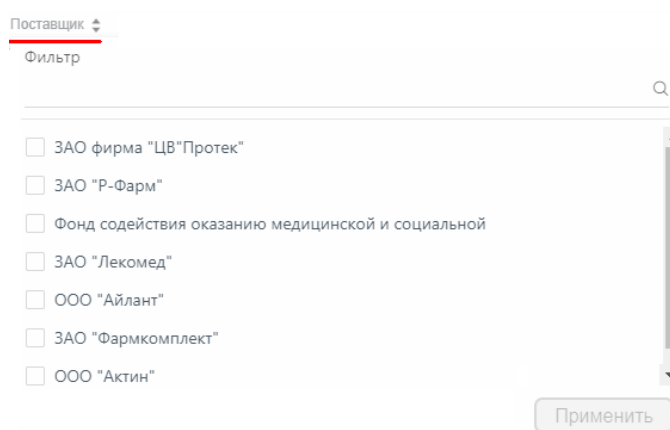 Поставщик
Фильтр
ЗАО фирма "ЦВ"Протек"
ЗАО "Р-Фарм"
Фонд содействия оказанию медицинской и социальной
ЗАО "Лекомед"
ООО "Айлант"
ЗАО "Фармкомплект"
ООО "Актин"
Применить